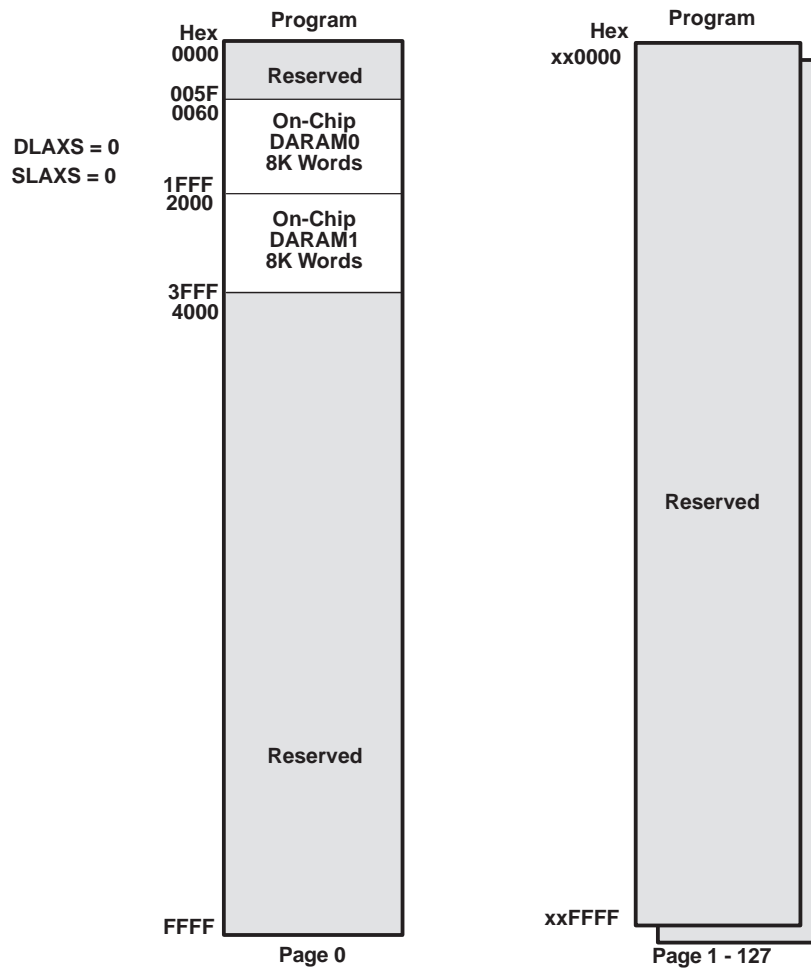 Program
Hex
0000
Reserved
005F
0060
On-Chip
DARAM0
8K Words
DLAXS = 0
SLAXS = 0
1FFF
2000
On-Chip
DARAM1
8K Words
3FFF
4000
Reserved
FFFF
Page 0
Program
Hex
xx0000
Reserved
xxFFFF
Page 1 - 127